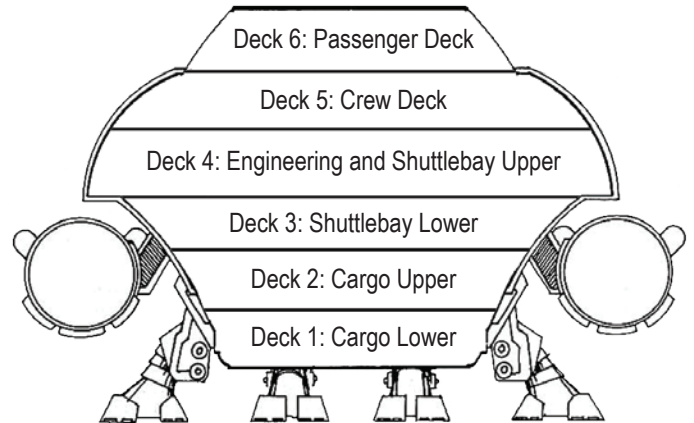 Deck 6: Passenger Deck
Deck 5: Crew Deck
Deck 4: Engineering and Shuttlebay Upper
Deck 3: Shuttlebay Lower
Deck 2: Cargo Upper
Deck 1: Cargo Lower